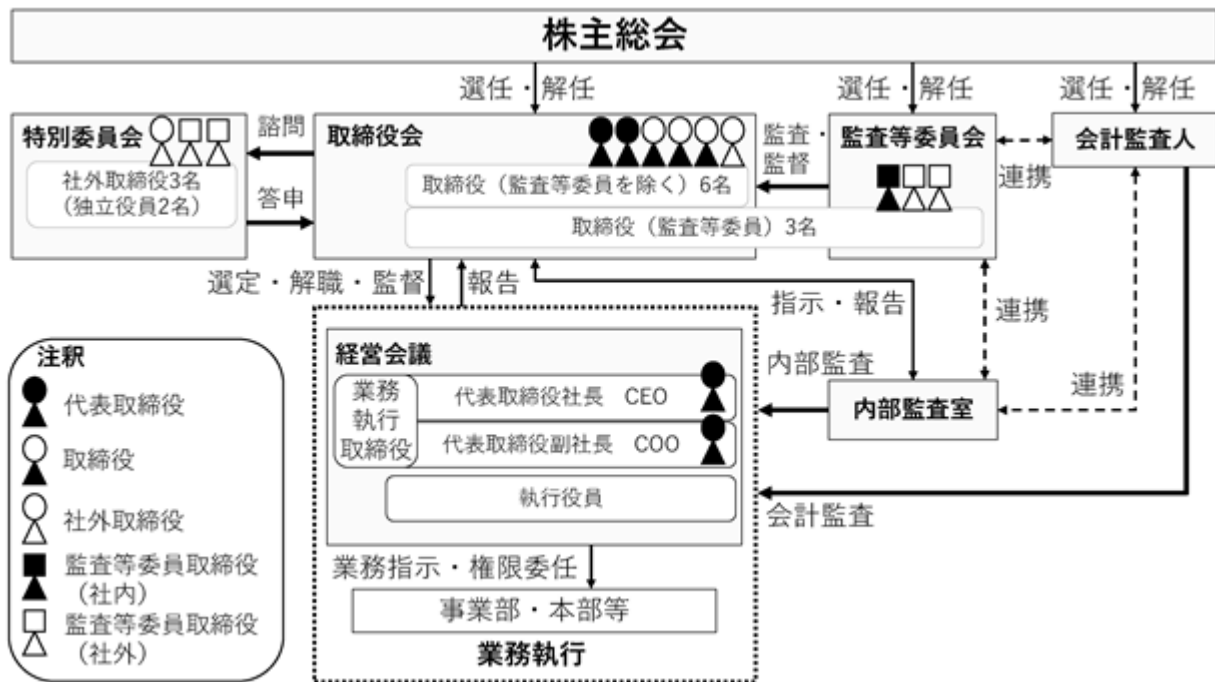 株主総会
選任・解任
選任・解任
選任・解任
特別委員会
社外取締役3名
(独立役員2名)
諮問
答申
取締役会
取締役（監査等委員を除く）6名
取締役（監査等委員）3名
監査・
監督
監査等委員会
連携
会計監査人
選定・解職・監督
報告
指示・報告
連携
連携
内部監査
内部監査室
会計監査
経営会議
業務
執行
取締役
代表取締役社長　CEO
代表取締役副社長　COO
執行役員
業務指示・権限委任
事業部・本部等
業務執行
注釈
代表取締役
取締役
社外取締役
監査等委員取締役
（社内）
監査等委員取締役
（社外）